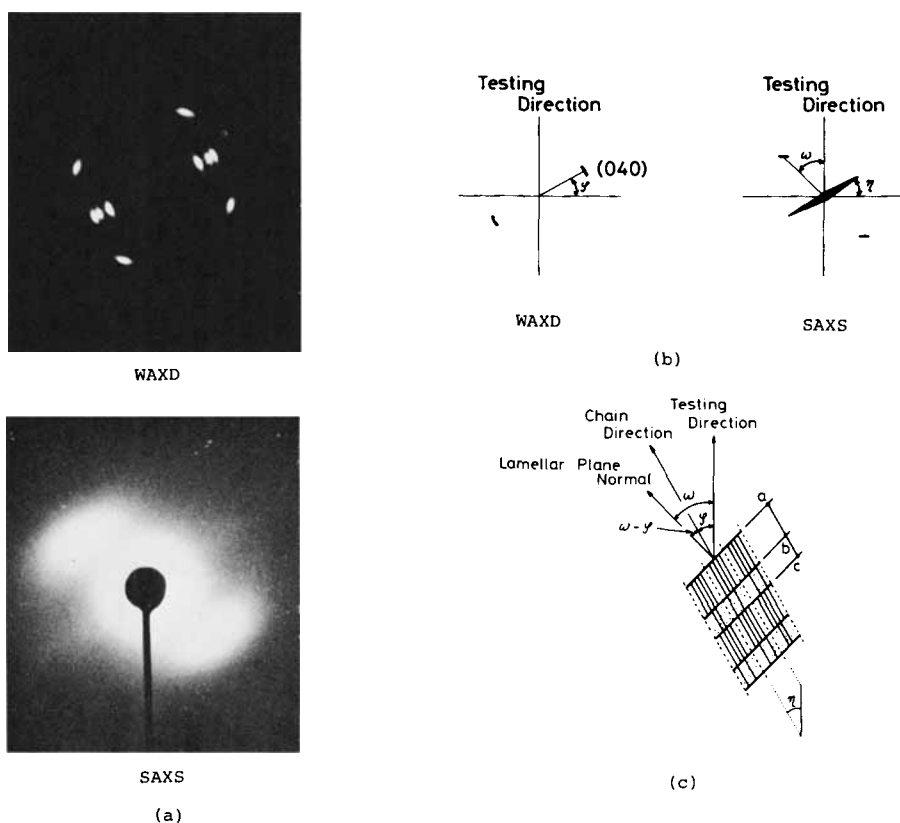 WAXD
SAXS
(a)
Testing
Direction
(040)
φ
WAXD
Testing
Direction
ω
η
SAXS
(b)
Testing
Direction
Chain
Direction
Lamellar Plane
Normal
ω
φ
ω - φ
a
b
c
η
(c)